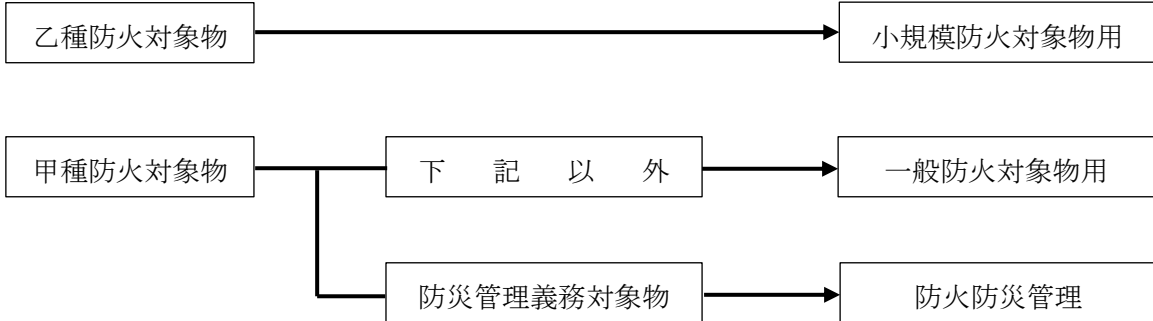 乙種防火対象物
小規模防火対象物用
甲種防火対象物
下記以外
一般防火対象物用
防災管理義務対象物
防火防災管理